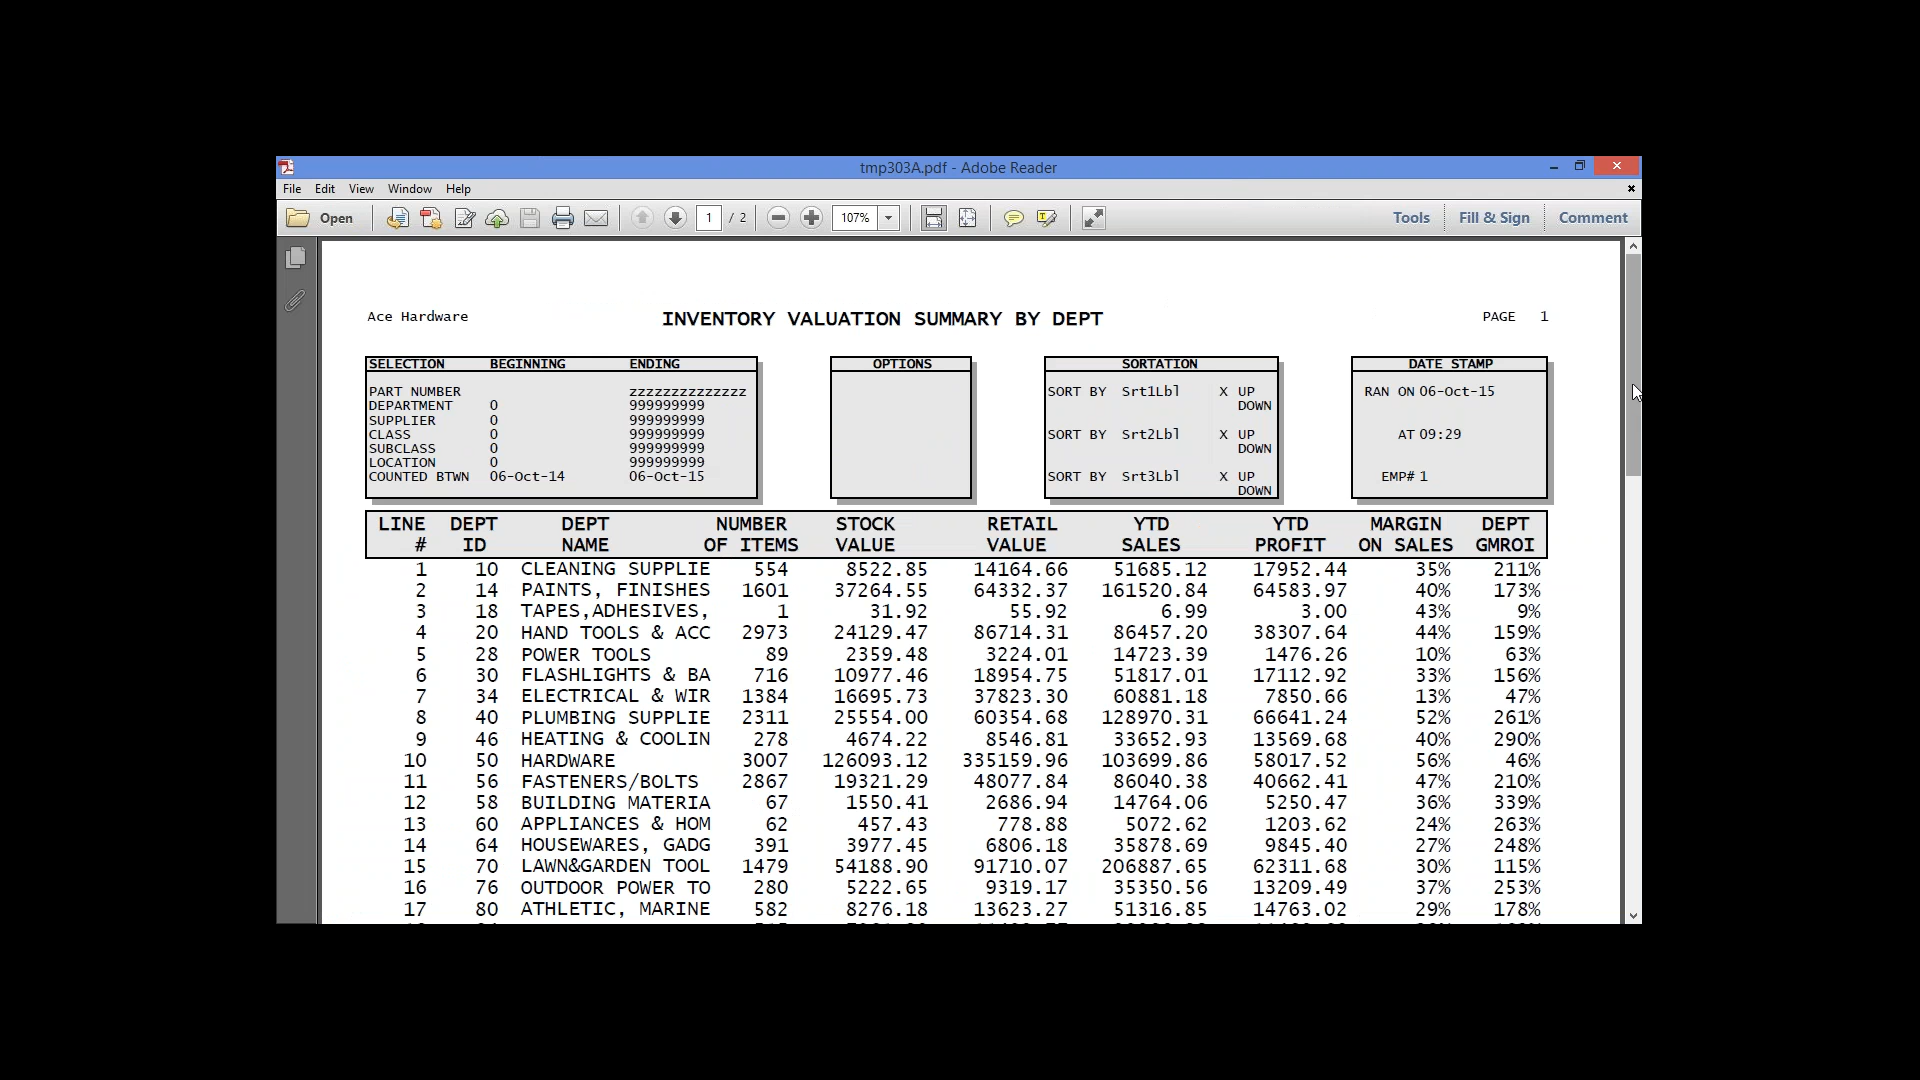 tmp303A.pdf - Adobe Reader
File Edit View Window Help
Open 1 / 2 107% Tools Fill & Sign Comment
Ace Hardware INVENTORY VALUATION SUMMARY BY DEPT PAGE 1
SELECTION BEGINNING ENDING OPTIONS SORTATION DATE STAMP
PART NUMBER zzzzzzzzzzzzzz SORT BY Srt1Lbl X UP RAN ON 06-Oct-15
DEPARTMENT 0 999999999 DOWN
SUPPLIER 0 999999999
CLASS 0 999999999 SORT BY Srt2Lbl X UP AT 09:29
SUBCLASS 0 999999999 DOWN
LOCATION 0 999999999
COUNTED BTWN 06-Oct-14 06-Oct-15 SORT BY Srt3Lbl X UP EMP# 1
DOWN
LINE DEPT DEPT NUMBER STOCK RETAIL YTD YTD MARGIN DEPT
# ID NAME OF ITEMS VALUE VALUE SALES PROFIT ON SALES GMROI
1 10 CLEANING SUPPLIE 554 8522.85 14164.66 51685.12 17952.44 35% 211%
2 14 PAINTS, FINISHES 1601 37264.55 64332.37 161520.84 64583.97 40% 173%
3 18 TAPES,ADHESIVES, 1 31.92 55.92 6.99 3.00 43% 9%
4 20 HAND TOOLS & ACC 2973 24129.47 86714.31 86457.20 38307.64 44% 159%
5 28 POWER TOOLS 89 2359.48 3224.01 14723.39 1476.26 10% 63%
6 30 FLASHLIGHTS & BA 716 10977.46 18954.75 51817.01 17112.92 33% 156%
7 34 ELECTRICAL & WIR 1384 16695.73 37823.30 60881.18 7850.66 13% 47%
8 40 PLUMBING SUPPLIE 2311 25554.00 60354.68 128970.31 66641.24 52% 261%
9 46 HEATING & COOLIN 278 4674.22 8546.81 33652.93 13569.68 40% 290%
10 50 HARDWARE 3007 126093.12 335159.96 103699.86 58017.52 56% 46%
11 56 FASTENERS/BOLTS 2867 19321.29 48077.84 86040.38 40662.41 47% 210%
12 58 BUILDING MATERIA 67 1550.41 2686.94 14764.06 5250.47 36% 339%
13 60 APPLIANCES & HOM 62 457.43 778.88 5072.62 1203.62 24% 263%
14 64 HOUSEWARES, GADG 391 3977.45 6806.18 35878.69 9845.40 27% 248%
15 70 LAWN&GARDEN TOOL 1479 54188.90 91710.07 206887.65 62311.68 30% 115%
16 76 OUTDOOR POWER TO 280 5222.65 9319.17 35350.56 13209.49 37% 253%
17 80 ATHLETIC, MARINE 582 8276.18 13623.27 51316.85 14763.02 29% 178%